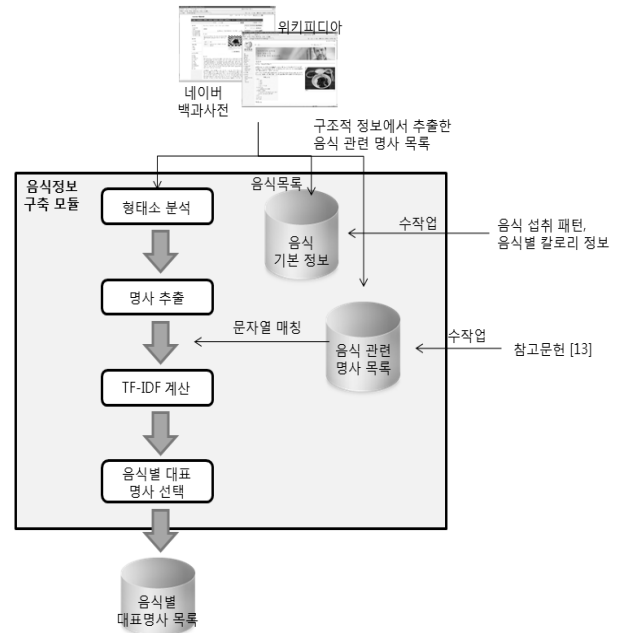 위키피디아
네이버
백과사전
구조적 정보에서 추출한
음식 관련 명사 목록
음식정보
구축 모듈
음식목록
형태소 분석
음식
기본 정보
수작업
음식 섭취 패턴,
음식별 칼로리 정보
명사 추출
문자열 매칭
음식 관련
명사 목록
수작업
참고문헌 [13]
TF-IDF 계산
음식별 대표
명사 선택
음식별
대표명사 목록